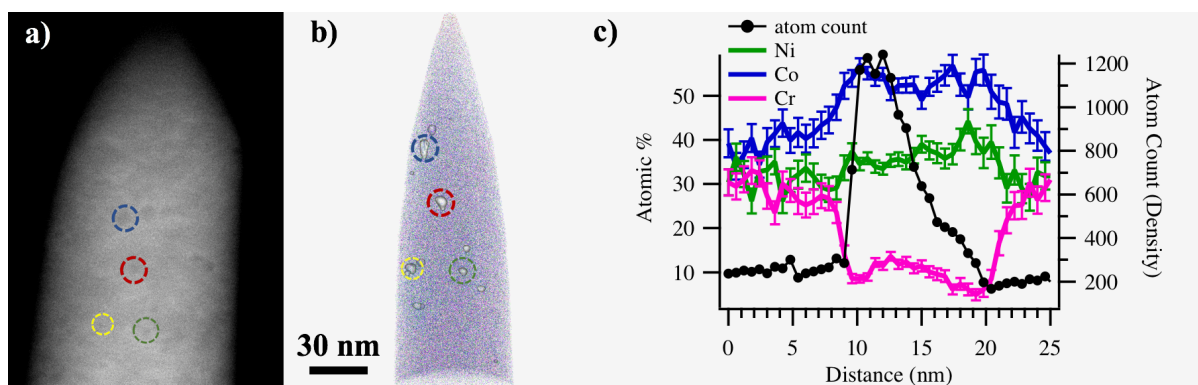 a)
b)
30 nm
c)
atom count
Ni
Co
Cr
Atomic %
50
40
30
20
10
1200
1000
800
600
400
200
Atom Count (Density)
0 5 10 15 20 25
Distance (nm)